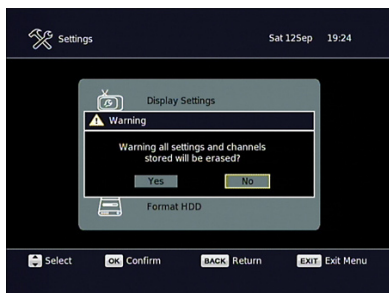 Settings
Sat 12Sep 19:24
Display Settings
Warning
Warning all settings and channels
stored will be erased?
Yes No
Format HDD
Select OK Confirm BACK Return EXIT Exit Menu